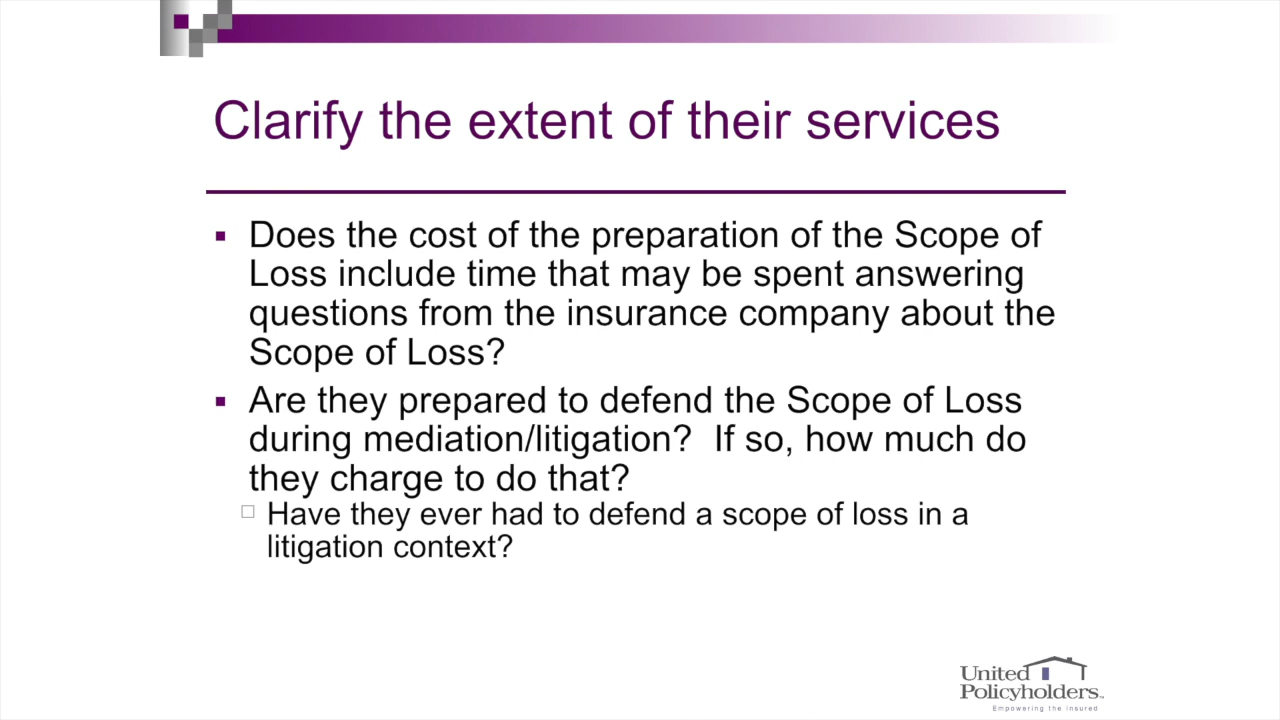 Clarify the extent of their services
Does the cost of the preparation of the Scope of
Loss include time that may be spent answering
questions from the insurance company about the
Scope of Loss?
Are they prepared to defend the Scope of Loss
during mediation/litigation?  If so, how much do
they charge to do that?
Have they ever had to defend a scope of loss in a
litigation context?
United
Policyholders™
Empowering the Insured